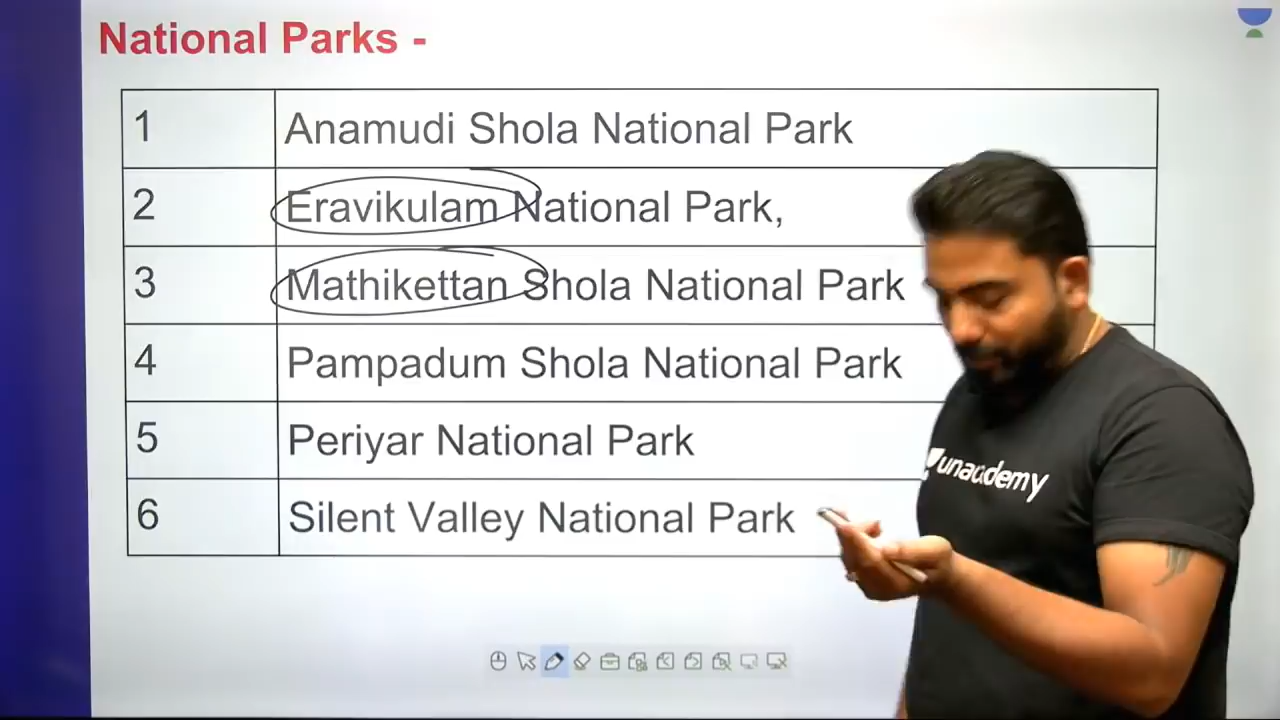 National Parks -
1 Anamudi Shola National Park
2 Eravikulam National Park,
3 Mathikettan Shola National Park
4 Pampadum Shola National Park
5 Periyar National Park
6 Silent Valley National Park
unacademy